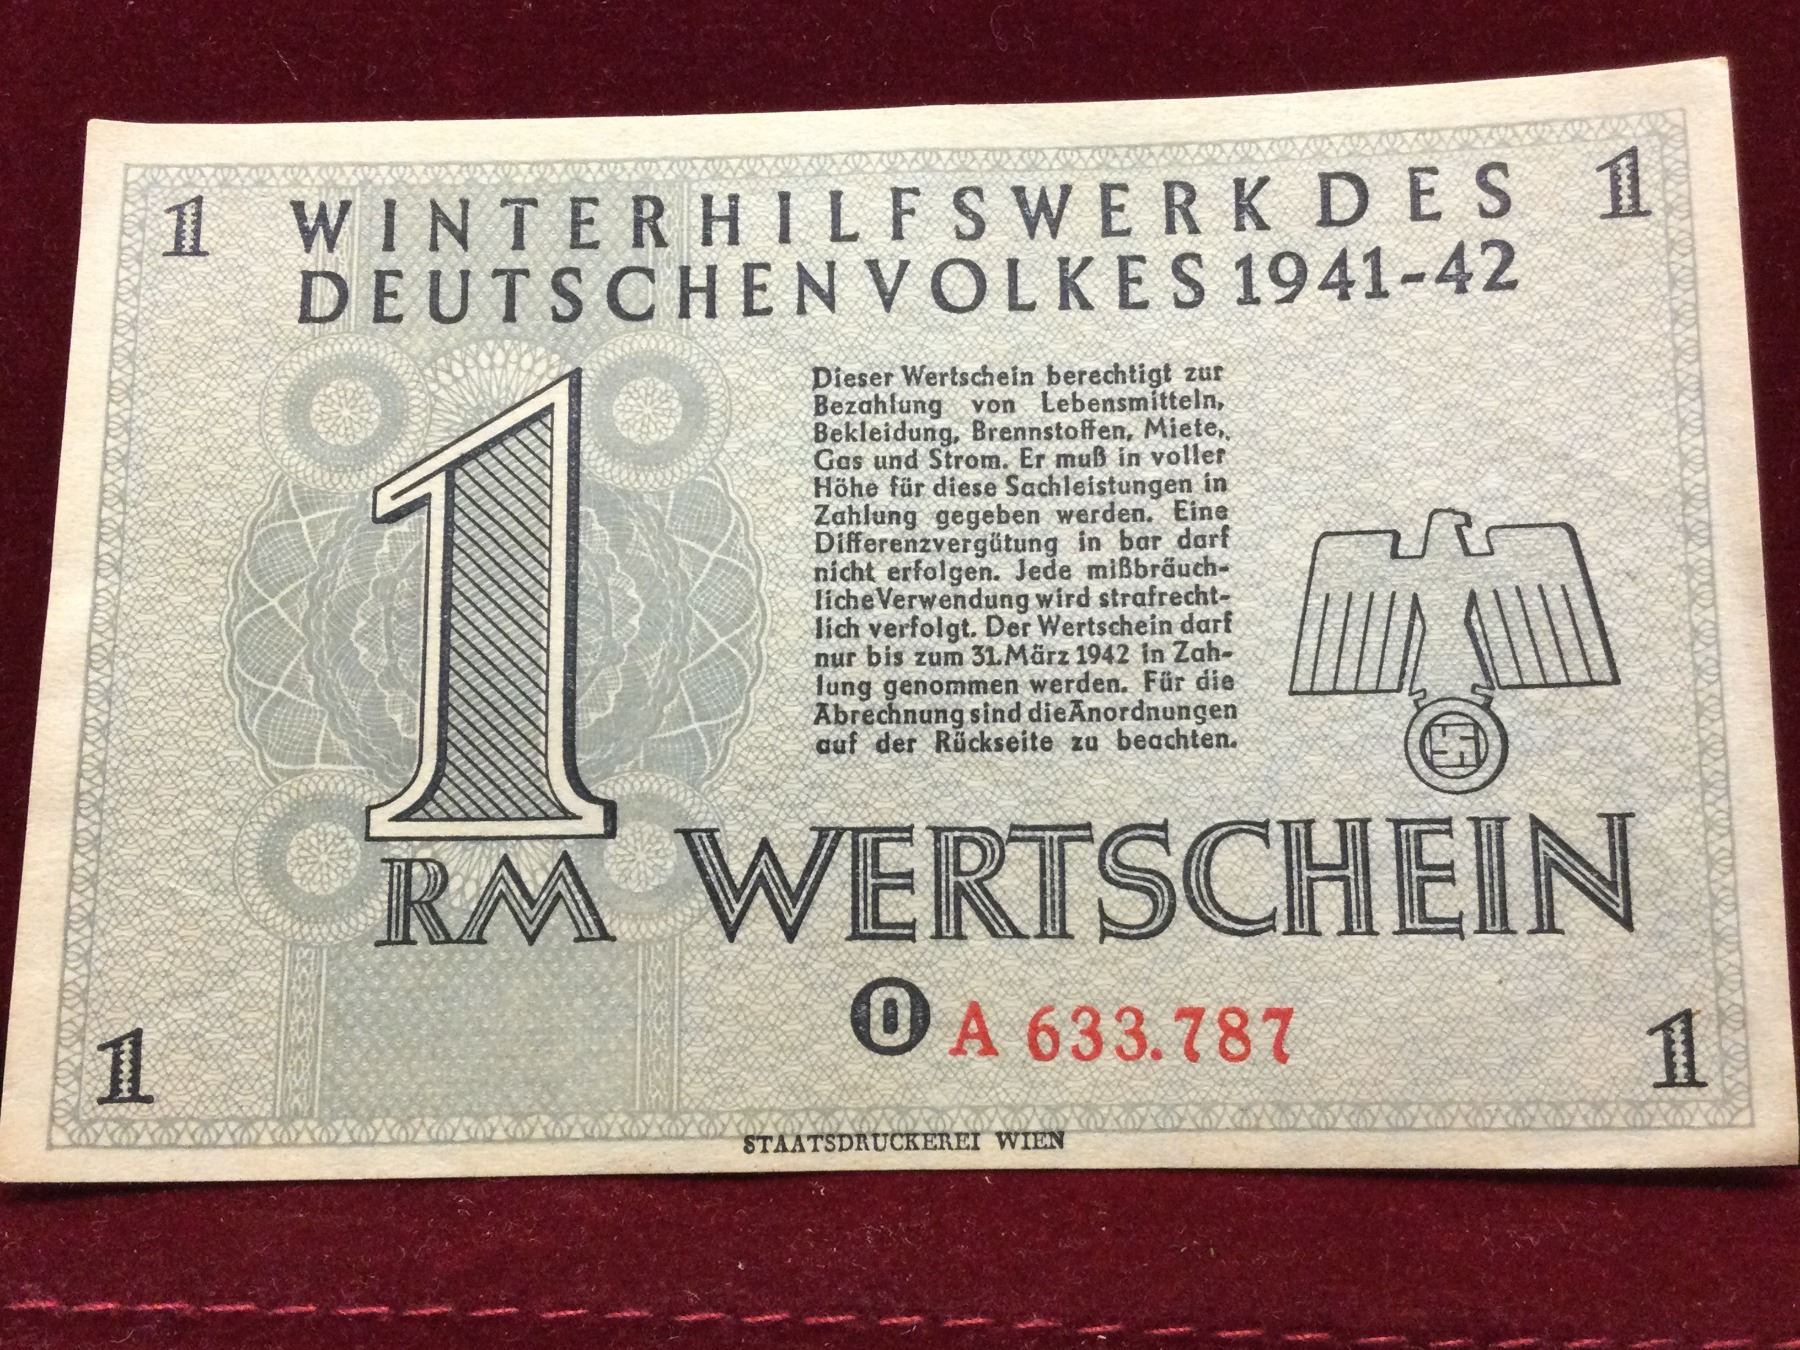 1 WINTERHILFSWERK DES 1
DEUTSCHEN VOLKES 1941-42
Dieser Wertschein berechtigt zur
Bezahlung von Lebensmitteln,
Bekleidung, Brennstoffen, Miete,
Gas und Strom. Er muß in voller
Höhe für diese Sachleistungen in
Zahlung gegeben werden. Eine
Differenzvergütung in bar darf
nicht erfolgen. Jede mißbräuch-
liche Verwendung wird strafrecht-
lich verfolgt. Der Wertschein darf
nur bis zum 31. März 1942 in Zah-
lung genommen werden. Für die
Abrechnung sind die Anordnungen
auf der Rückseite zu beachten.
1
RM WERTSCHEIN
O A 633.787
1 1
STAATSDRUCKEREI WIEN